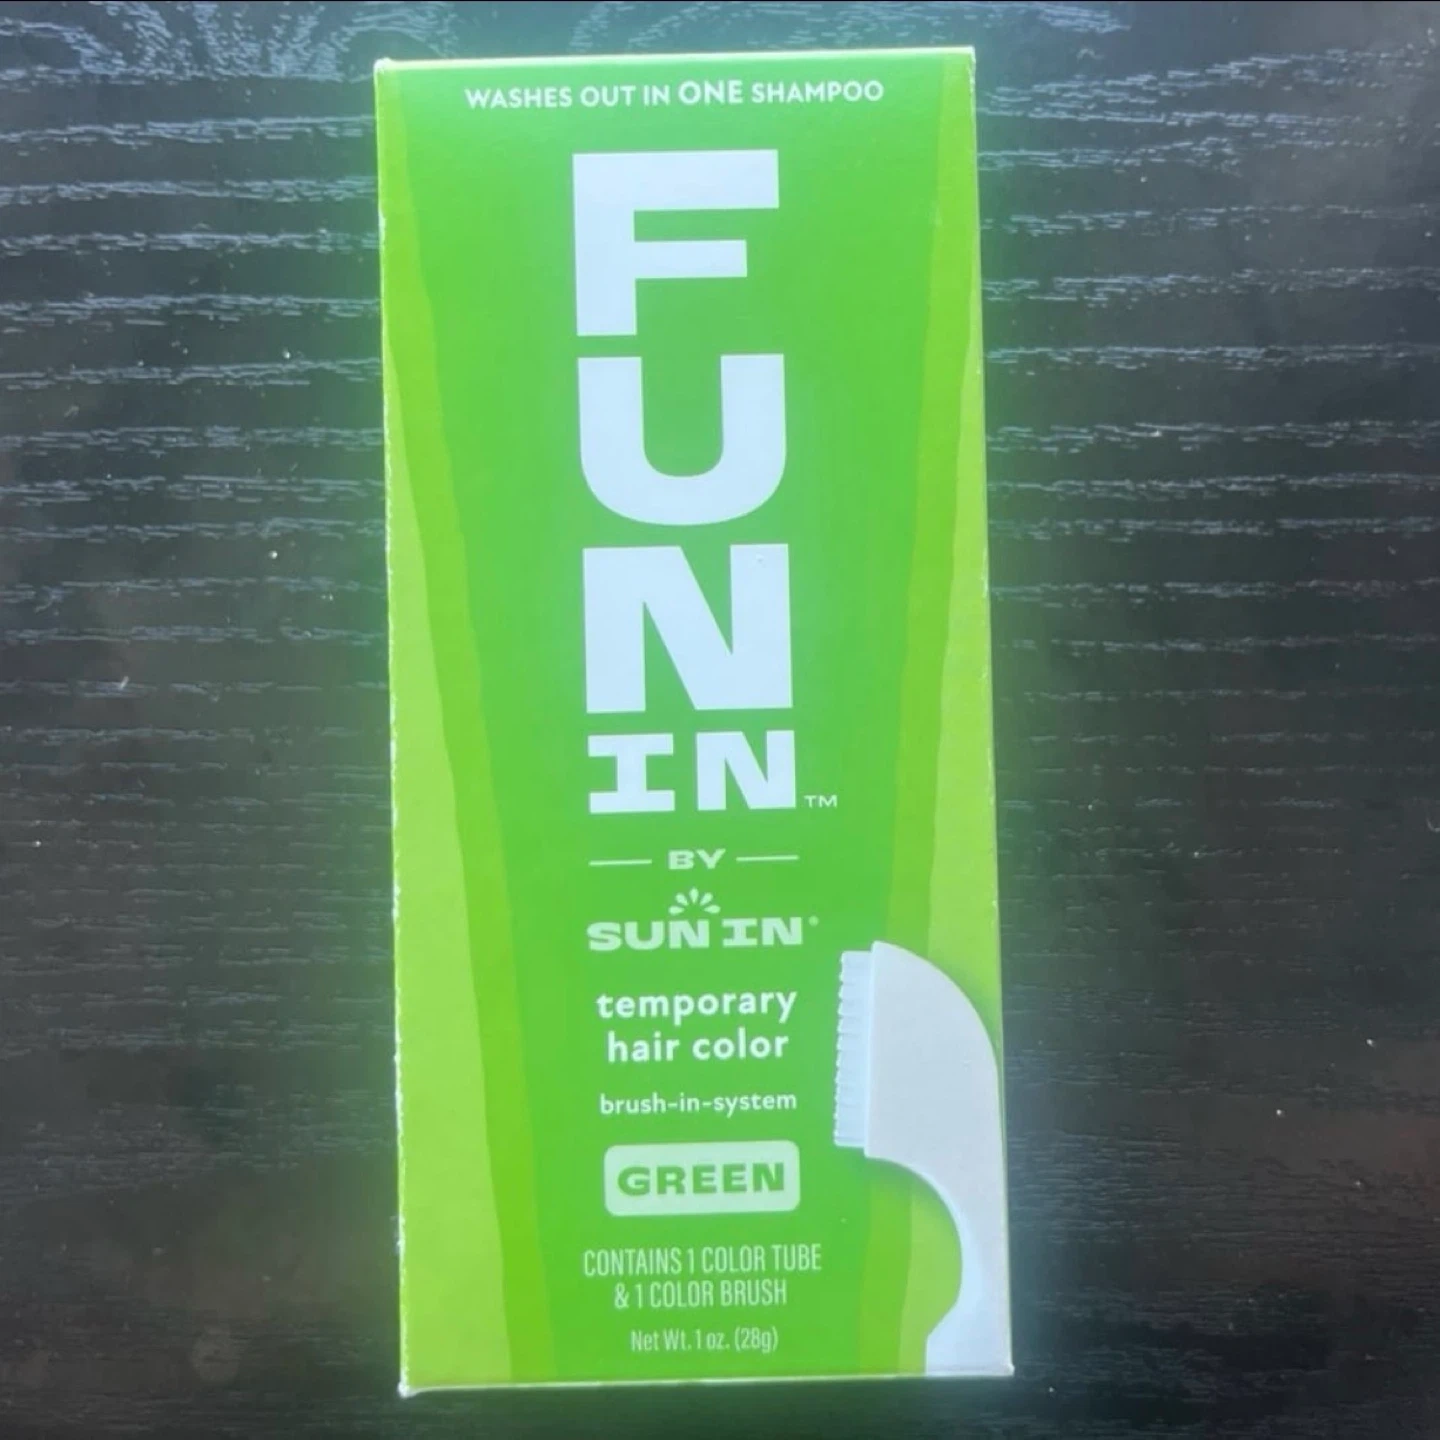 WASHES OUT IN ONE SHAMPOO
F
U
N
IN™
BY
SUN IN®
temporary
hair color
brush-in-system
GREEN
CONTAINS 1 COLOR TUBE
& 1 COLOR BRUSH
Net Wt. 1 oz. (28g)